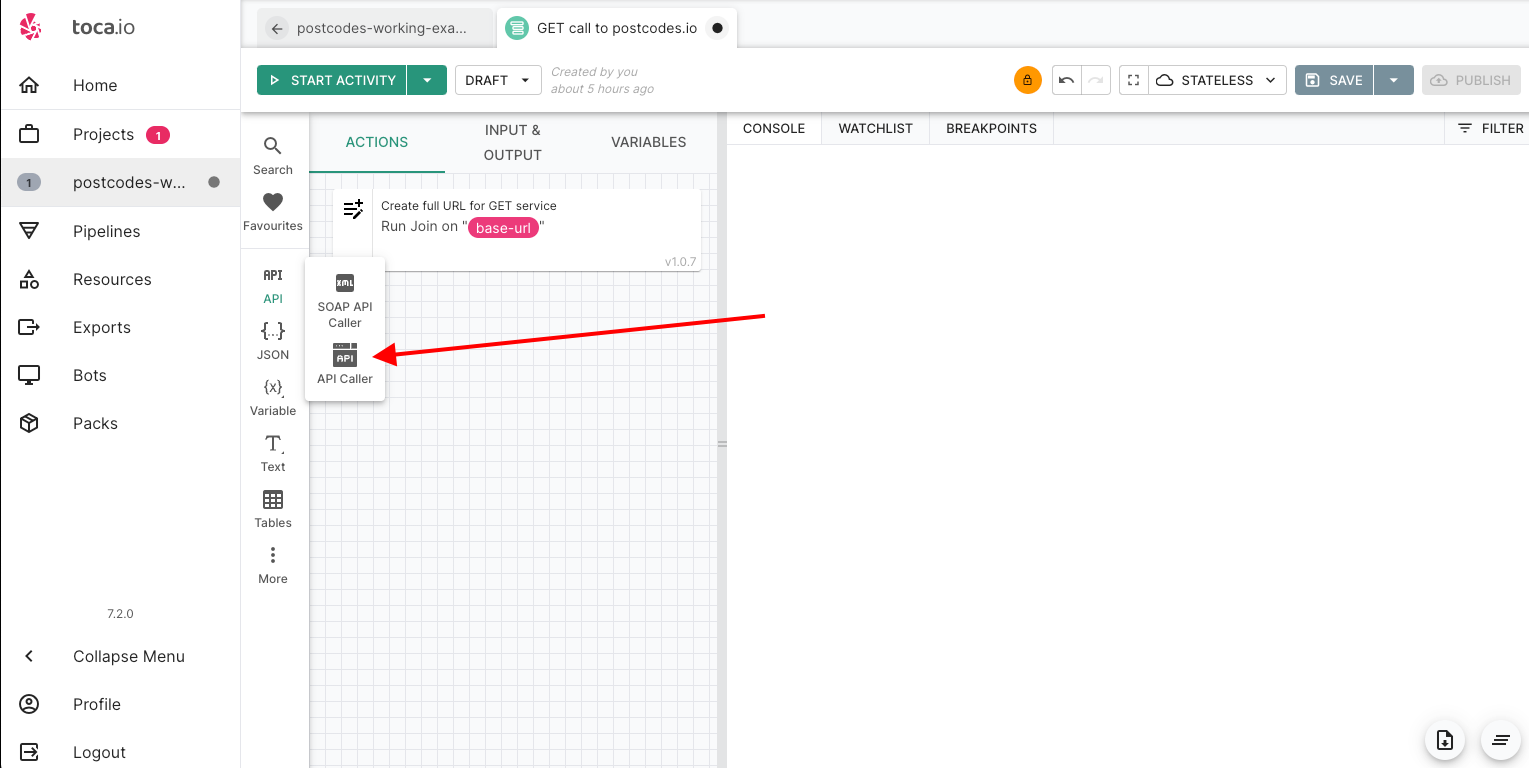 toca.io
Home
Projects 1
1 postcodes-w...
Pipelines
Resources
Exports
Bots
Packs
7.2.0
Collapse Menu
Profile
Logout
postcodes-working-exa...
GET call to postcodes.io
START ACTIVITY
DRAFT
Created by you
about 5 hours ago
STATELESS
SAVE
PUBLISH
Search
Favourites
API
API
{...}
JSON
{x}
Variable
T
Text
Tables
More
ACTIONS
INPUT &
OUTPUT
VARIABLES
Create full URL for GET service
Run Join on "base-url"
v1.0.7
XML
SOAP API
Caller
API
API Caller
CONSOLE
WATCHLIST
BREAKPOINTS
FILTER